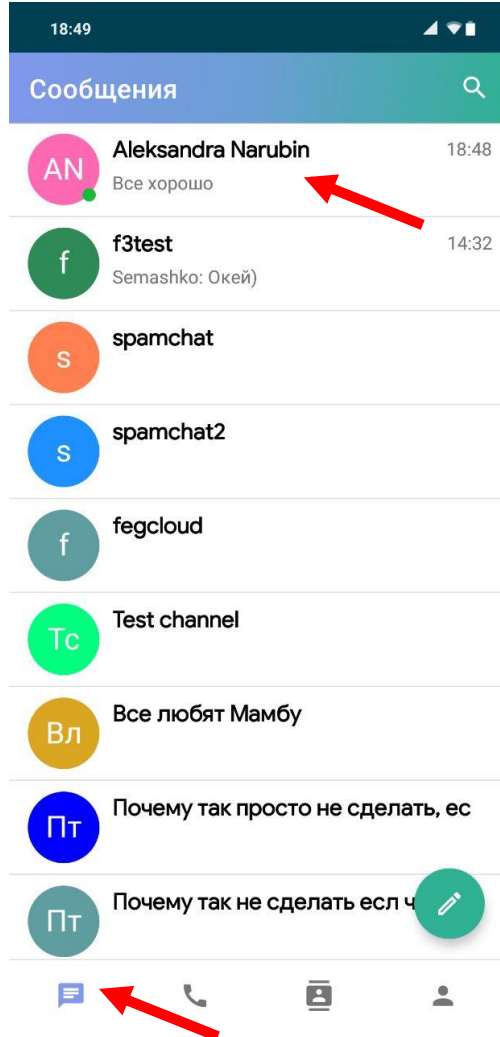 18:49
Сообщения
AN
Aleksandra Narubin
18:48
Все хорошо
f
f3test
14:32
Semashko: Окей)
s
spamchat
s
spamchat2
f
fegcloud
Tc
Test channel
Вл
Все любят Мамбу
Пт
Почему так просто не сделать, ес
Пт
Почему так не сделать есл ч